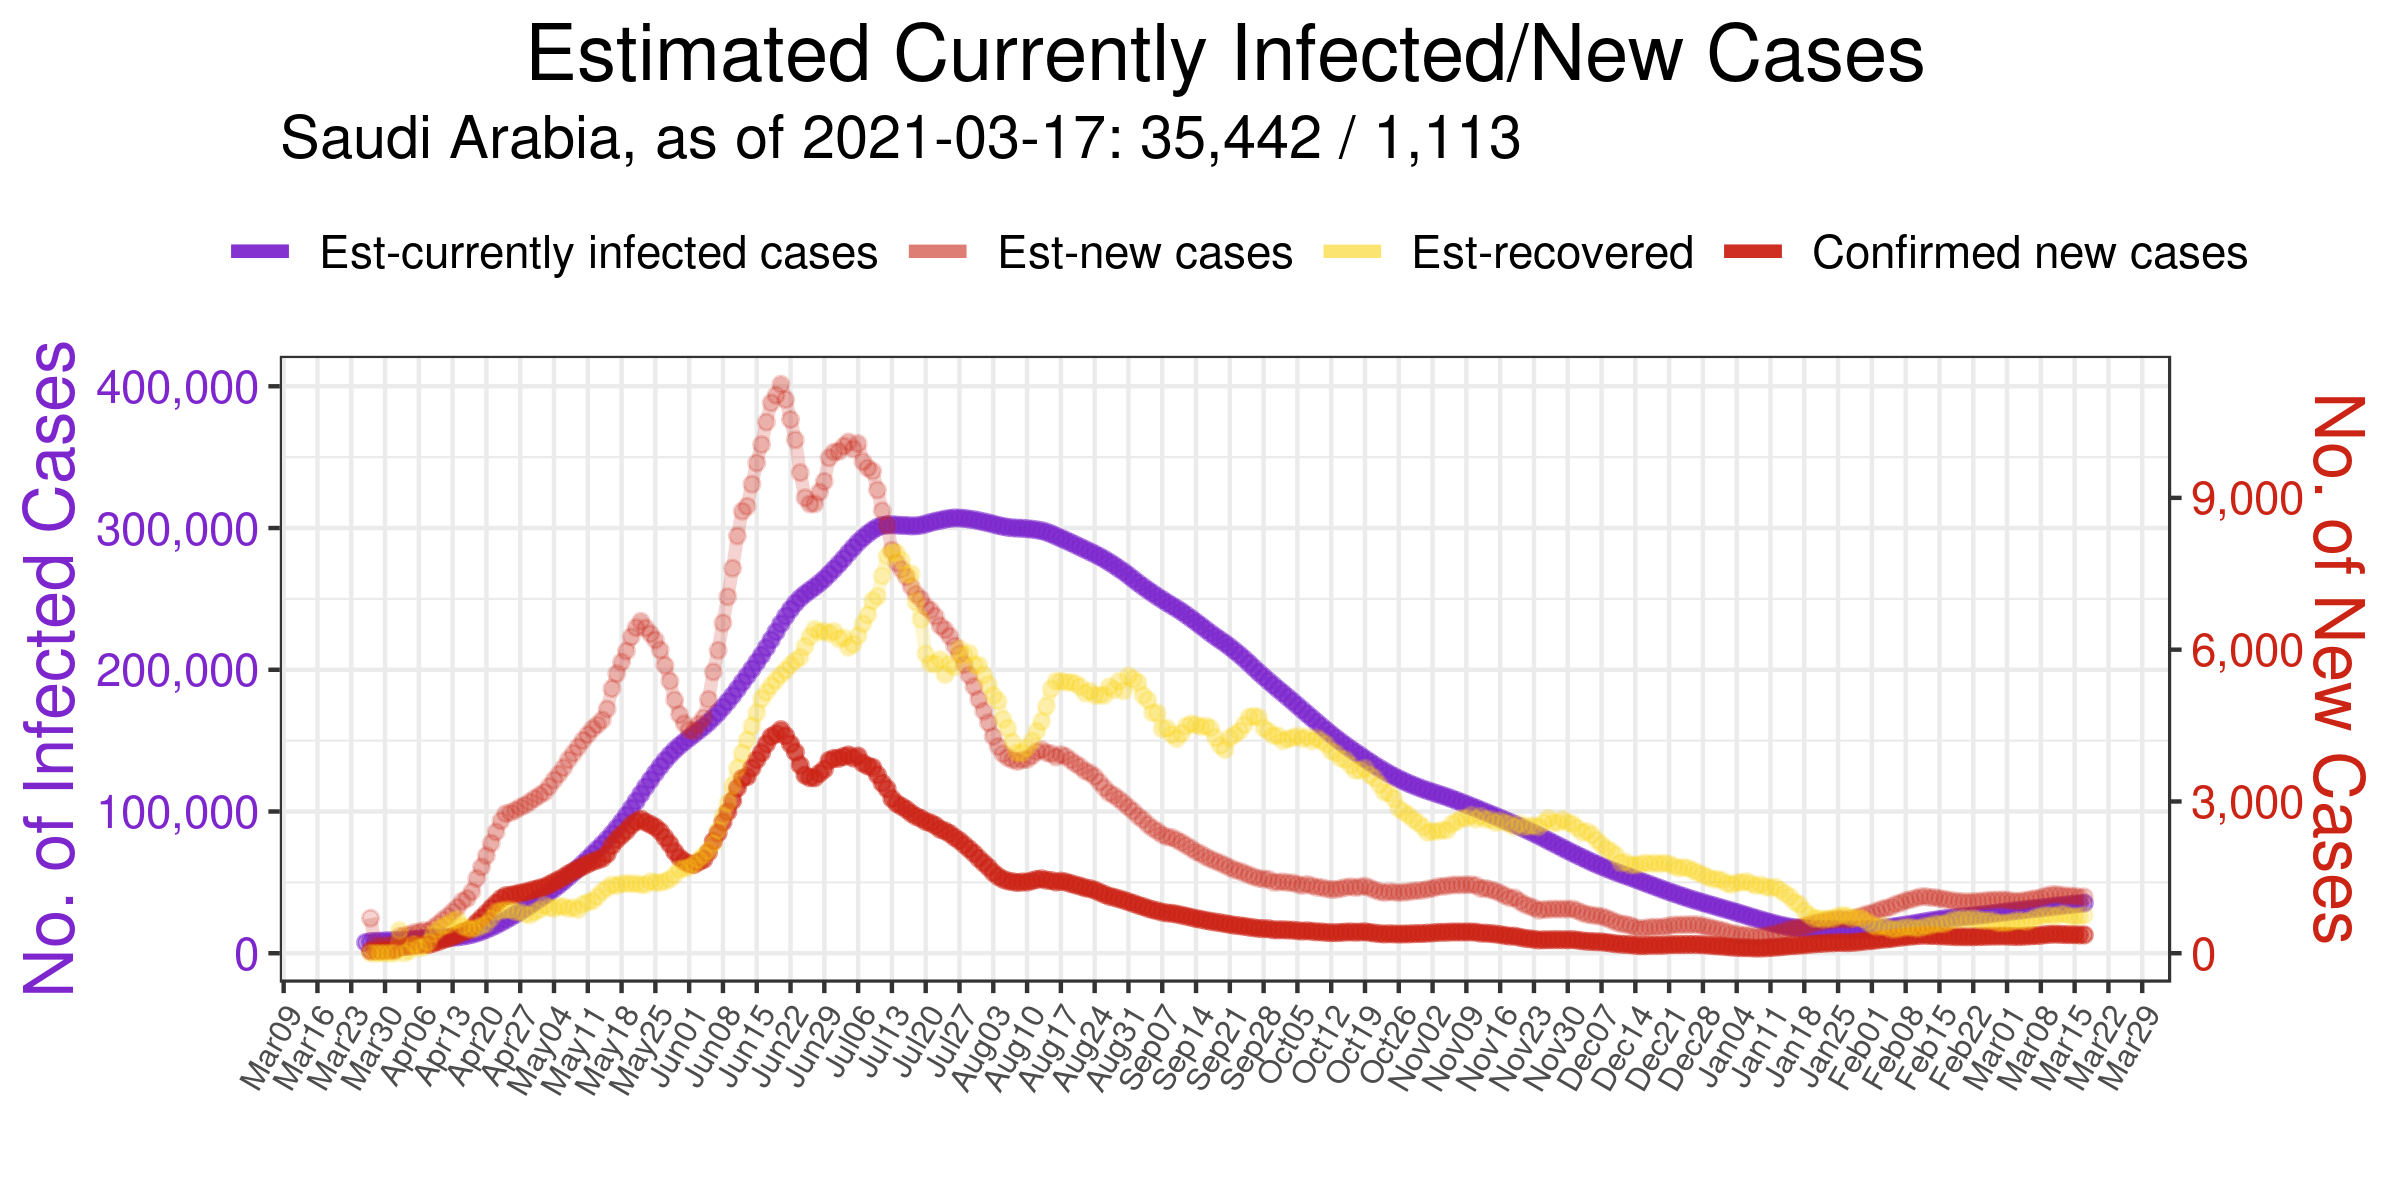 Estimated Currently Infected/New Cases
Saudi Arabia, as of 2021-03-17: 35,442 / 1,113
Est-currently infected cases Est-new cases Est-recovered Confirmed new cases
No. of Infected Cases
400,000
300,000
200,000
100,000
0
No. of New Cases
9,000
6,000
3,000
0
Mar09 Mar16 Mar23 Mar30 Apr06 Apr13 Apr20 Apr27 May04 May11 May18 May25 Jun01 Jun08 Jun15 Jun22 Jun29 Jul06 Jul13 Jul20 Jul27 Aug03 Aug10 Aug17 Aug24 Aug31 Sep07 Sep14 Sep21 Sep28 Oct05 Oct12 Oct19 Oct26 Nov02 Nov09 Nov16 Nov23 Nov30 Dec07 Dec14 Dec21 Dec28 Jan04 Jan11 Jan18 Jan25 Feb01 Feb08 Feb15 Feb22 Mar01 Mar08 Mar15 Mar22 Mar29